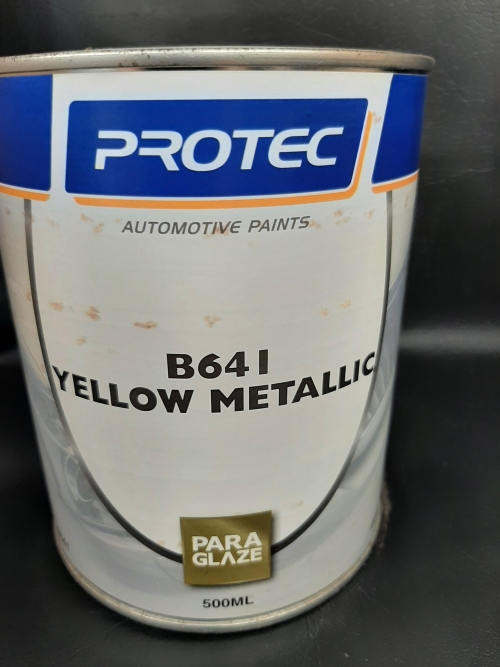 PROTEC
AUTOMOTIVE PAINTS
B641
YELLOW METALLIC
PARA
GLAZE
500ML